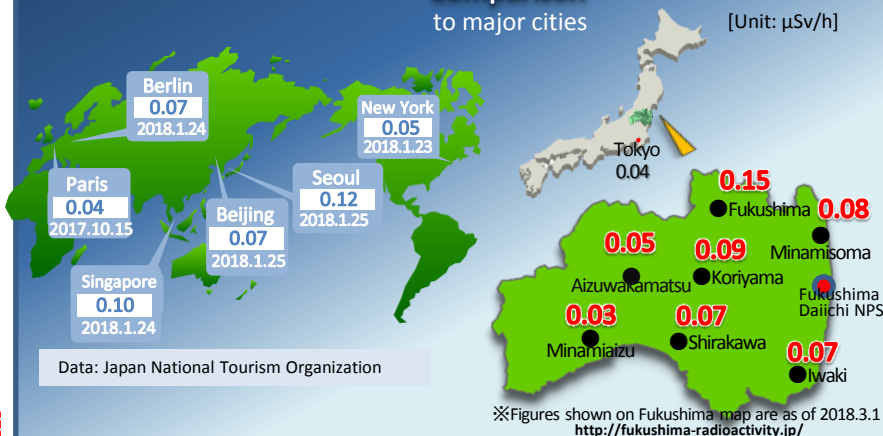 to major cities
[Unit: μSv/h]
Berlin
0.07
2018.1.24
New York
0.05
2018.1.23
Paris
0.04
2017.10.15
Seoul
0.12
2018.1.25
Beijing
0.07
2018.1.25
Singapore
0.10
2018.1.24
Data: Japan National Tourism Organization
Tokyo
0.04
0.15
Fukushima
0.08
Minamisoma
0.05
Aizuwakamatsu
0.09
Koriyama
Fukushima
Daiichi NPS
0.03
Minamiaizu
0.07
Shirakawa
0.07
Iwaki
※Figures shown on Fukushima map are as of 2018.3.1
http://fukushima-radioactivity.jp/